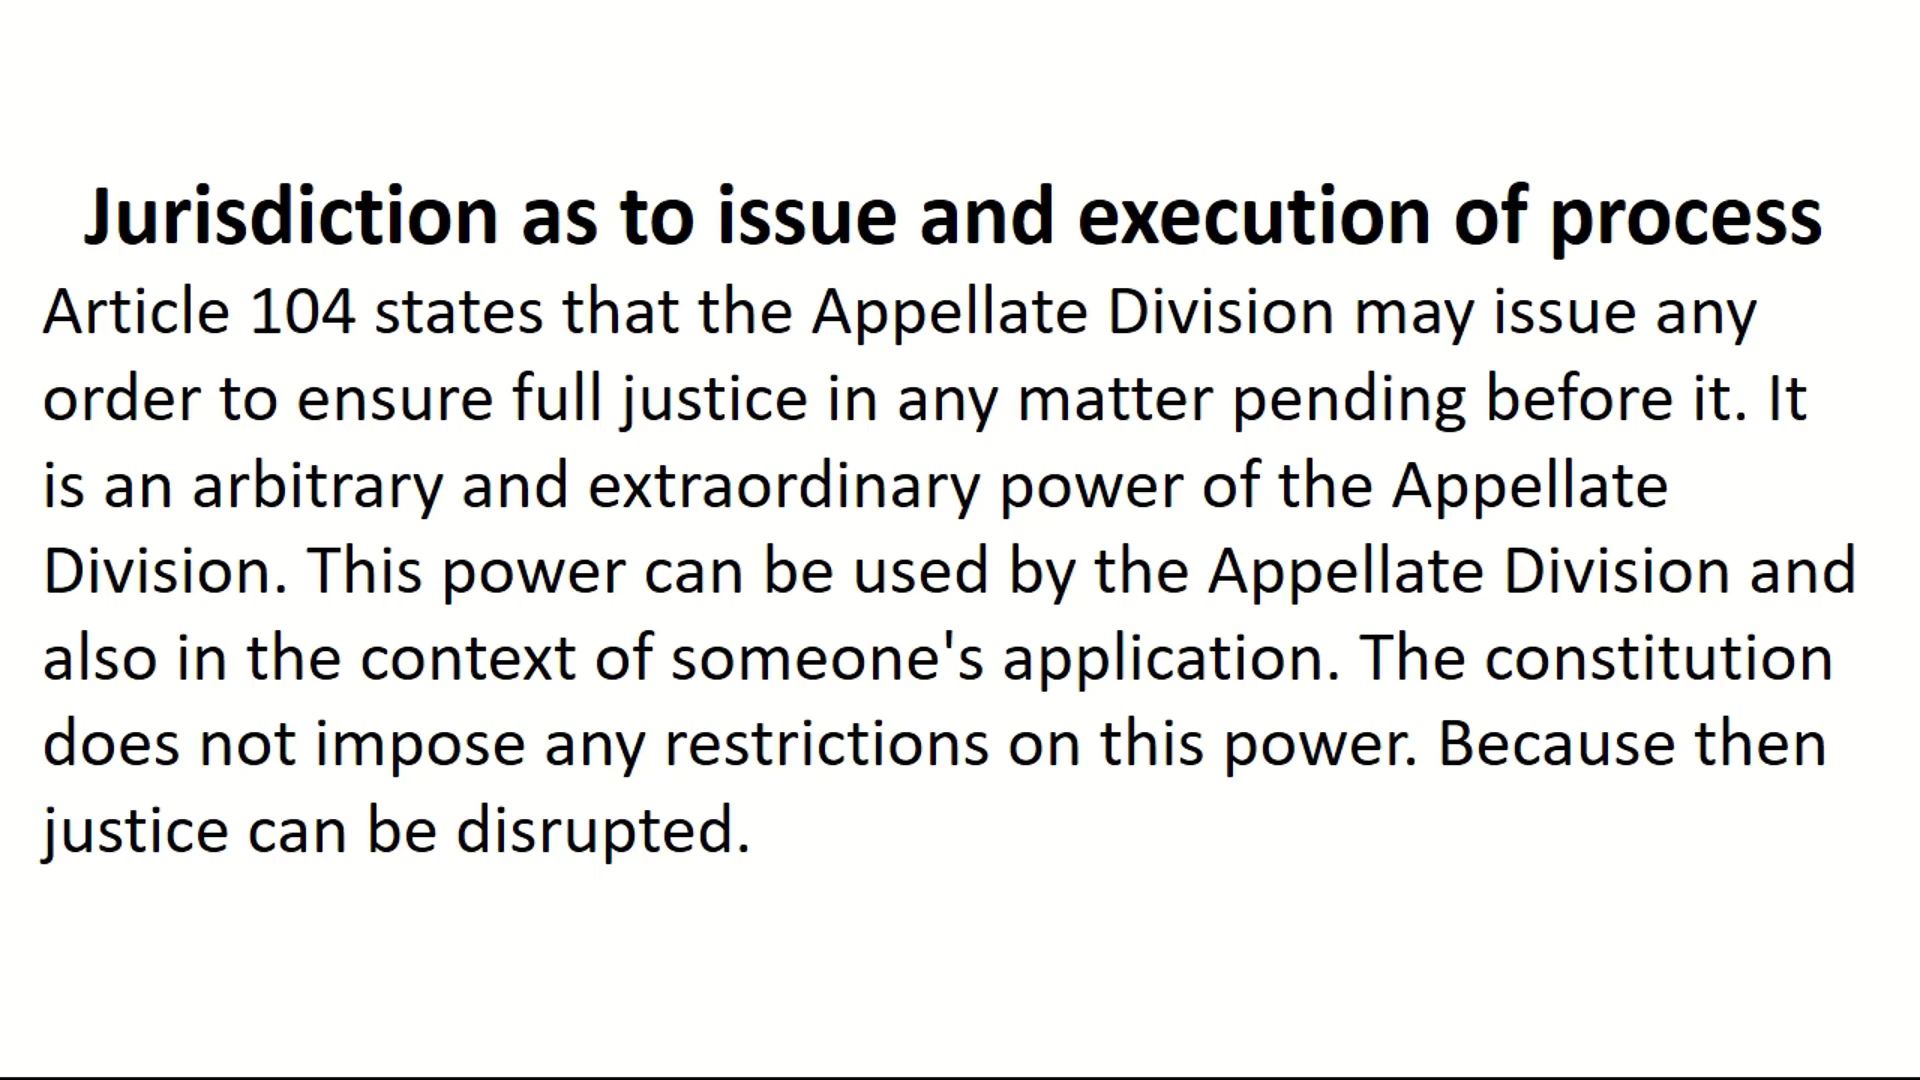 Jurisdiction as to issue and execution of process
Article 104 states that the Appellate Division may issue any
order to ensure full justice in any matter pending before it. It
is an arbitrary and extraordinary power of the Appellate
Division. This power can be used by the Appellate Division and
also in the context of someone's application. The constitution
does not impose any restrictions on this power. Because then
justice can be disrupted.